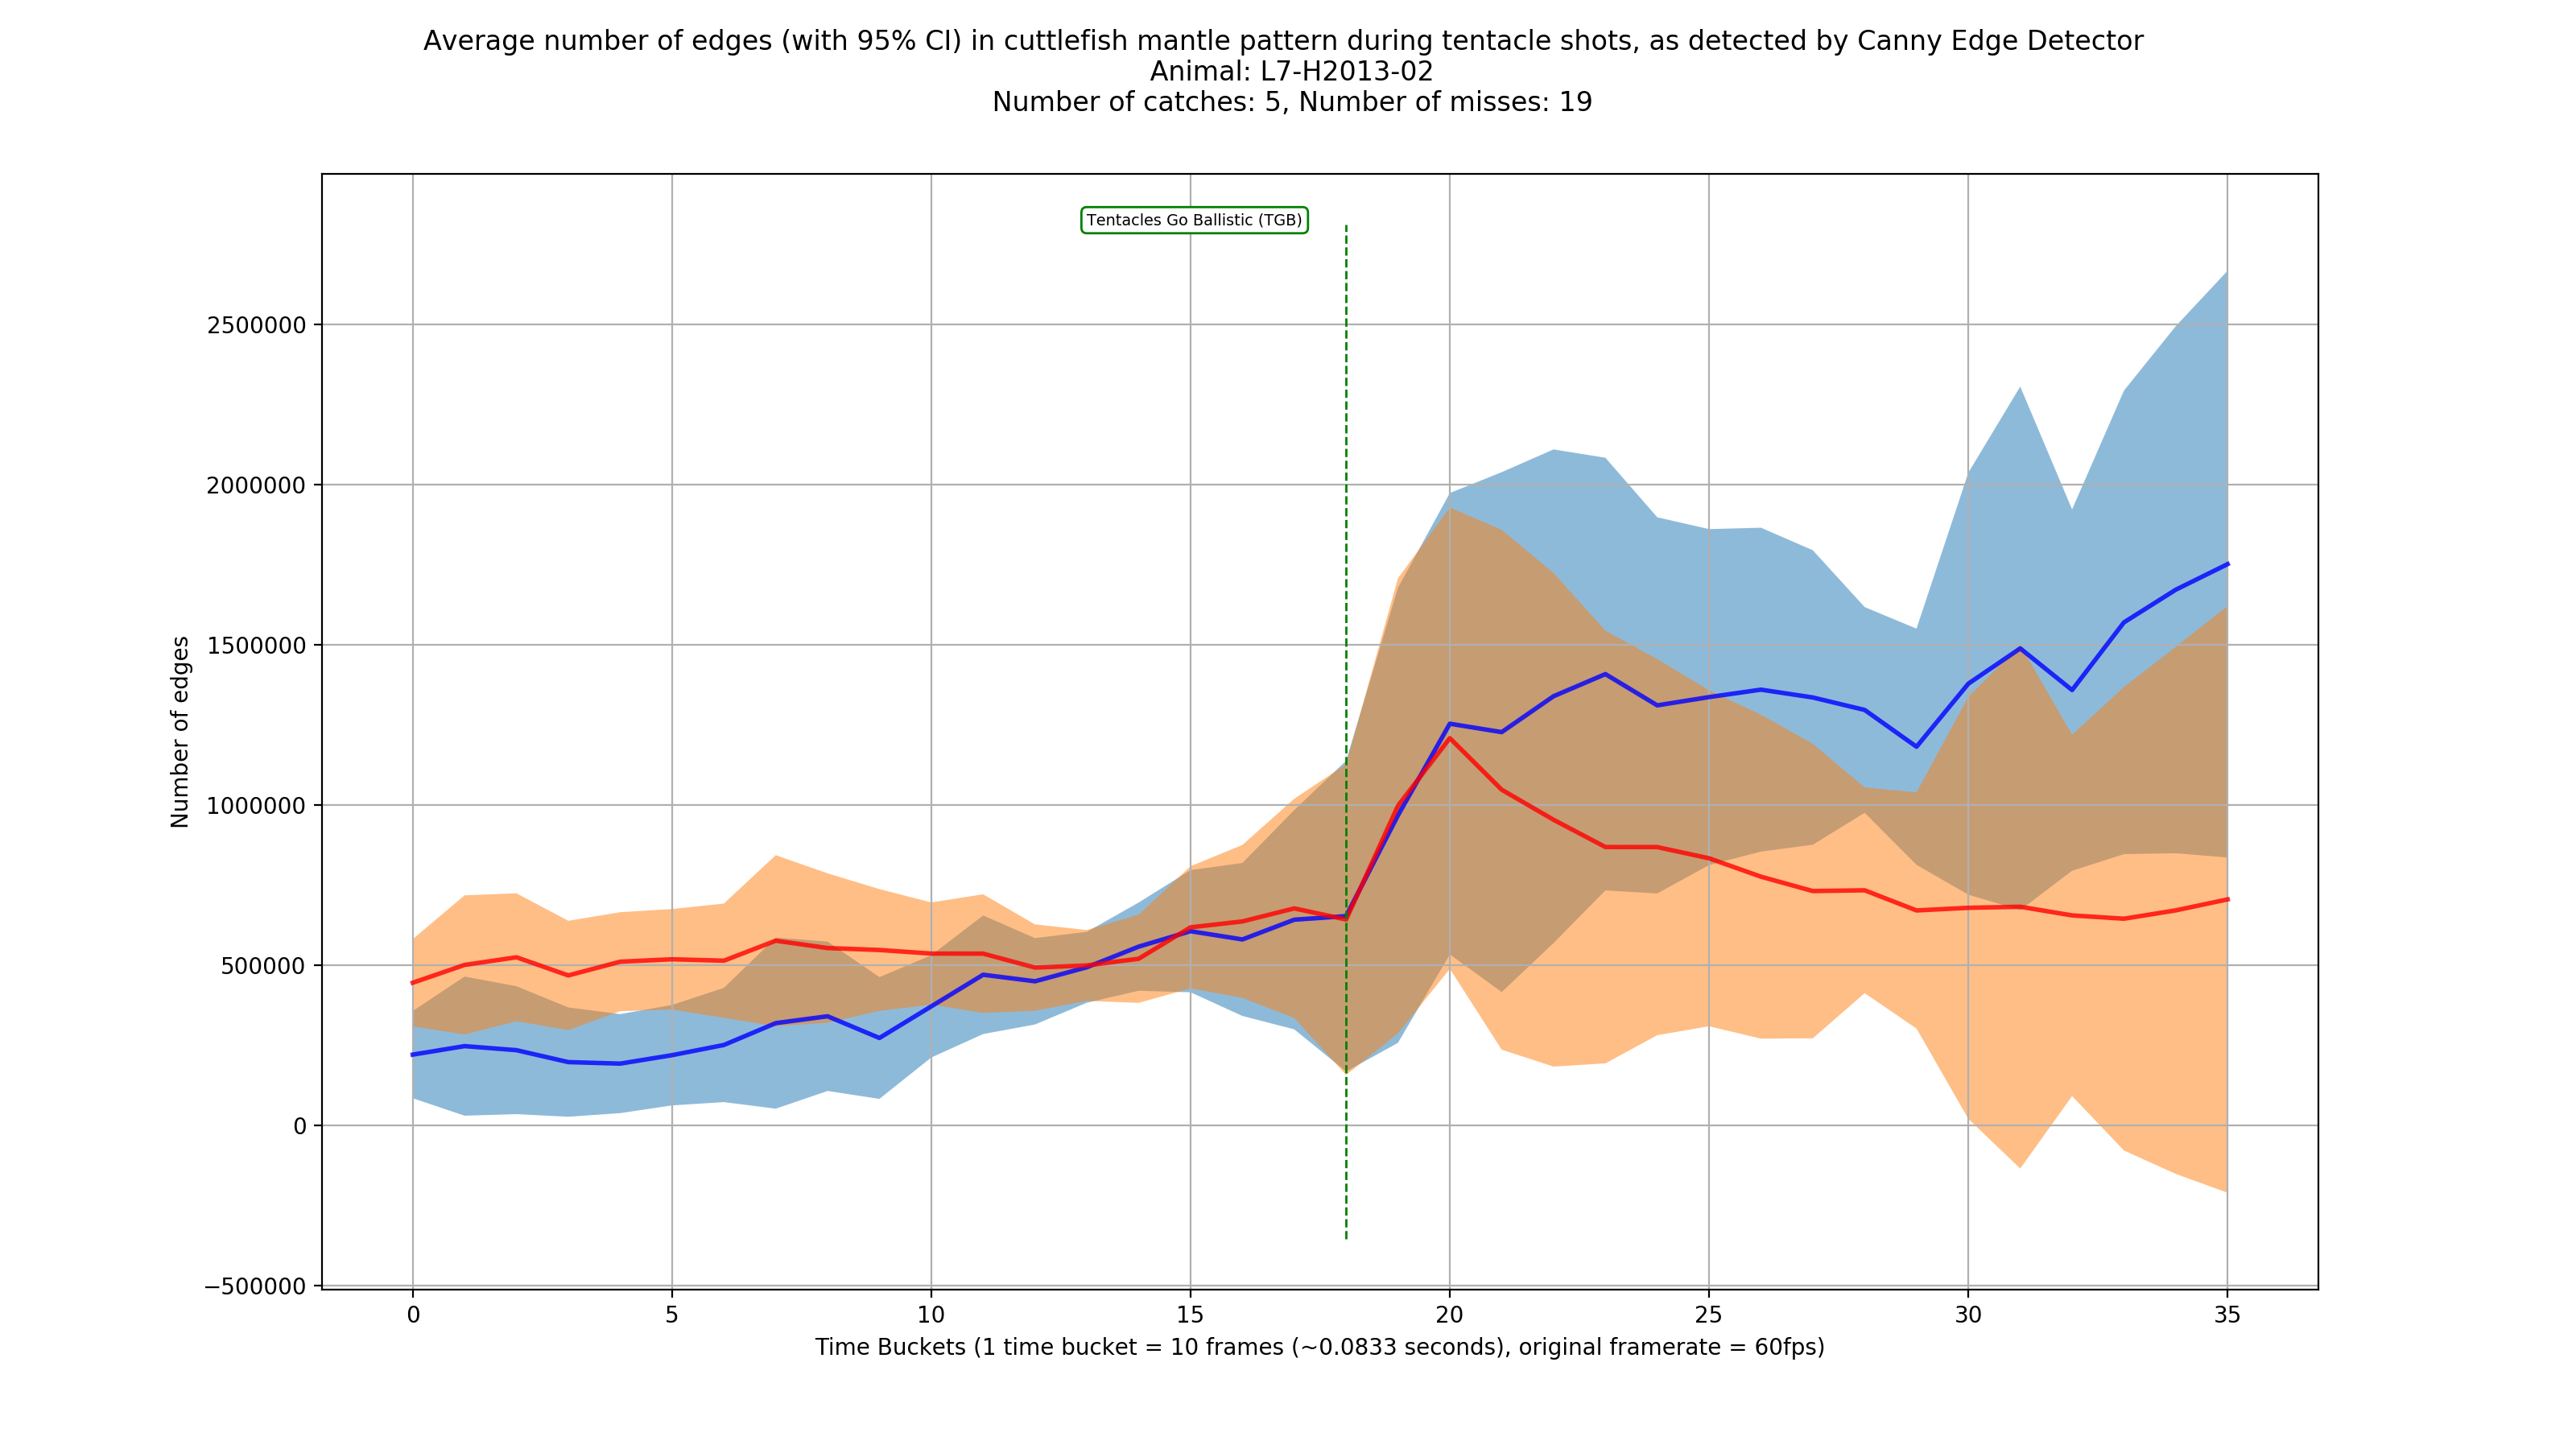 Average number of edges (with 95% CI) in cuttlefish mantle pattern during tentacle shots, as detected by Canny Edge Detector
Animal: L7-H2013-02
Number of catches: 5, Number of misses: 19
Tentacles Go Ballistic (TGB)
2500000
2000000
1500000
1000000
500000
0
−500000
Number of edges
0 5 10 15 20 25 30 35
Time Buckets (1 time bucket = 10 frames (~0.0833 seconds), original framerate = 60fps)